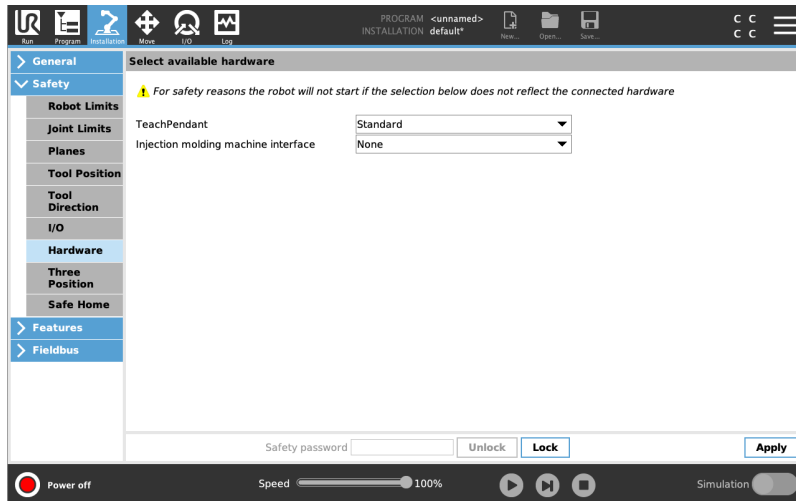 PROGRAM <unnamed>
INSTALLATION default*
Run
Program
Installation
Move
I/O
Log
New...
Open...
Save...
C C
C C
General
Safety
Robot Limits
Joint Limits
Planes
Tool Position
Tool
Direction
I/O
Hardware
Three
Position
Safe Home
Features
Fieldbus
Select available hardware
For safety reasons the robot will not start if the selection below does not reflect the connected hardware
TeachPendant Standard
Injection molding machine interface None
Safety password Unlock Lock Apply
Power off Speed 100% Simulation